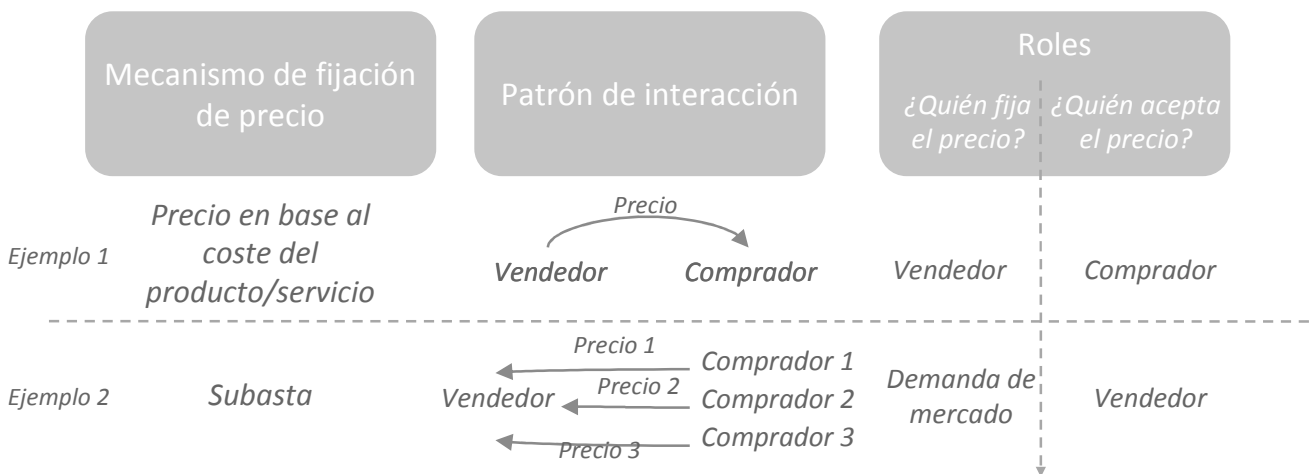 Mecanismo de fijación
de precio
Patrón de interacción
Roles
¿Quién fija
el precio?
¿Quién acepta
el precio?
Ejemplo 1
Precio en base al
coste del
producto/servicio
Precio
Vendedor
Comprador
Vendedor
Comprador
Ejemplo 2
Subasta
Vendedor
Precio 1
Comprador 1
Precio 2
Comprador 2
Precio 3
Comprador 3
Demanda de
mercado
Vendedor